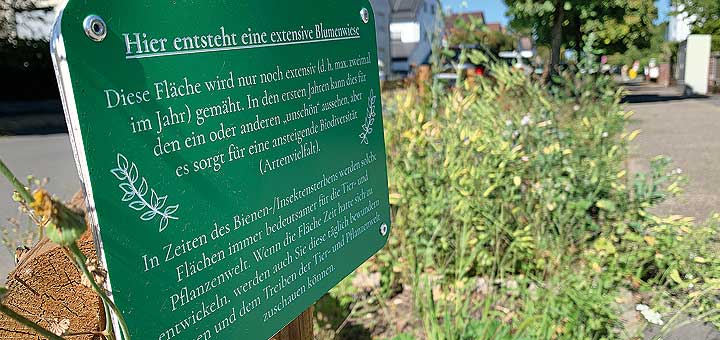 Hier entsteht eine extensive Blumenwiese
Diese Fläche wird nur noch extensiv (d. h. max. zweimal
im Jahr) gemäht. In den ersten Jahren kann dies für
den ein oder anderen „unschön“ aussehen, aber
es sorgt für eine ansteigende Biodiversität
(Artenvielfalt).
In Zeiten des Bienen-/Insektensterbens werden solche
Flächen immer bedeutsamer für die Tier- und
Pflanzenwelt. Wenn die Fläche Zeit hatte sich zu
entwickeln, werden auch Sie diese täglich bewundern
en und dem Treiben der Tier- und Pflanzenwelt
zuschauen können.